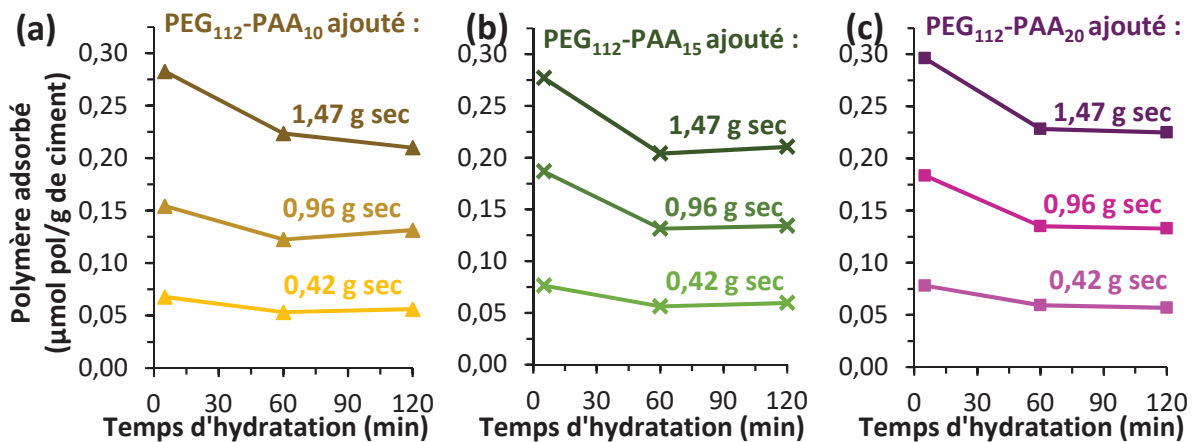 (a) PEG112-PAA10 ajouté :
Polymère adsorbé
(µmol pol/g de ciment)
0,30
0,25
0,20
0,15
0,10
0,05
0,00
1,47 g sec
0,96 g sec
0,42 g sec
0 30 60 90 120
Temps d'hydratation (min)
(b) PEG112-PAA15 ajouté :
0,30
0,25
0,20
0,15
0,10
0,05
0,00
1,47 g sec
0,96 g sec
0,42 g sec
0 30 60 90 120
Temps d'hydratation (min)
(c) PEG112-PAA20 ajouté :
0,30
0,25
0,20
0,15
0,10
0,05
0,00
1,47 g sec
0,96 g sec
0,42 g sec
0 30 60 90 120
Temps d'hydratation (min)